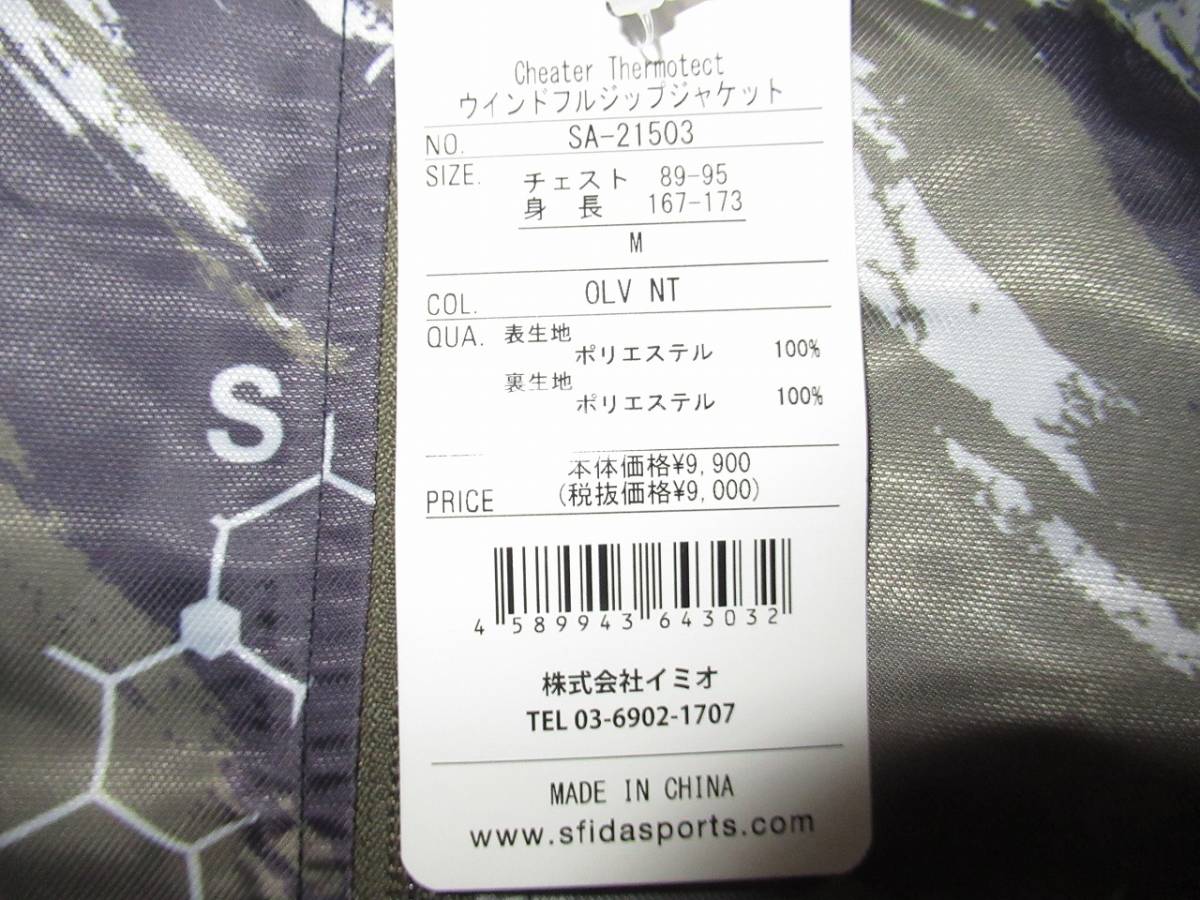 Cheater Thermotect
ウインドフルジップジャケット
NO. SA-21503
SIZE. チェスト 89-95
身長 167-173
M
COL. OLV NT
QUA. 表生地
ポリエステル 100%
裏生地
ポリエステル 100%
本体価格¥9,900
PRICE (税抜価格¥9,000)
4 589943 643032
株式会社イミオ
TEL 03-6902-1707
MADE IN CHINA
www.sfidasports.com
S